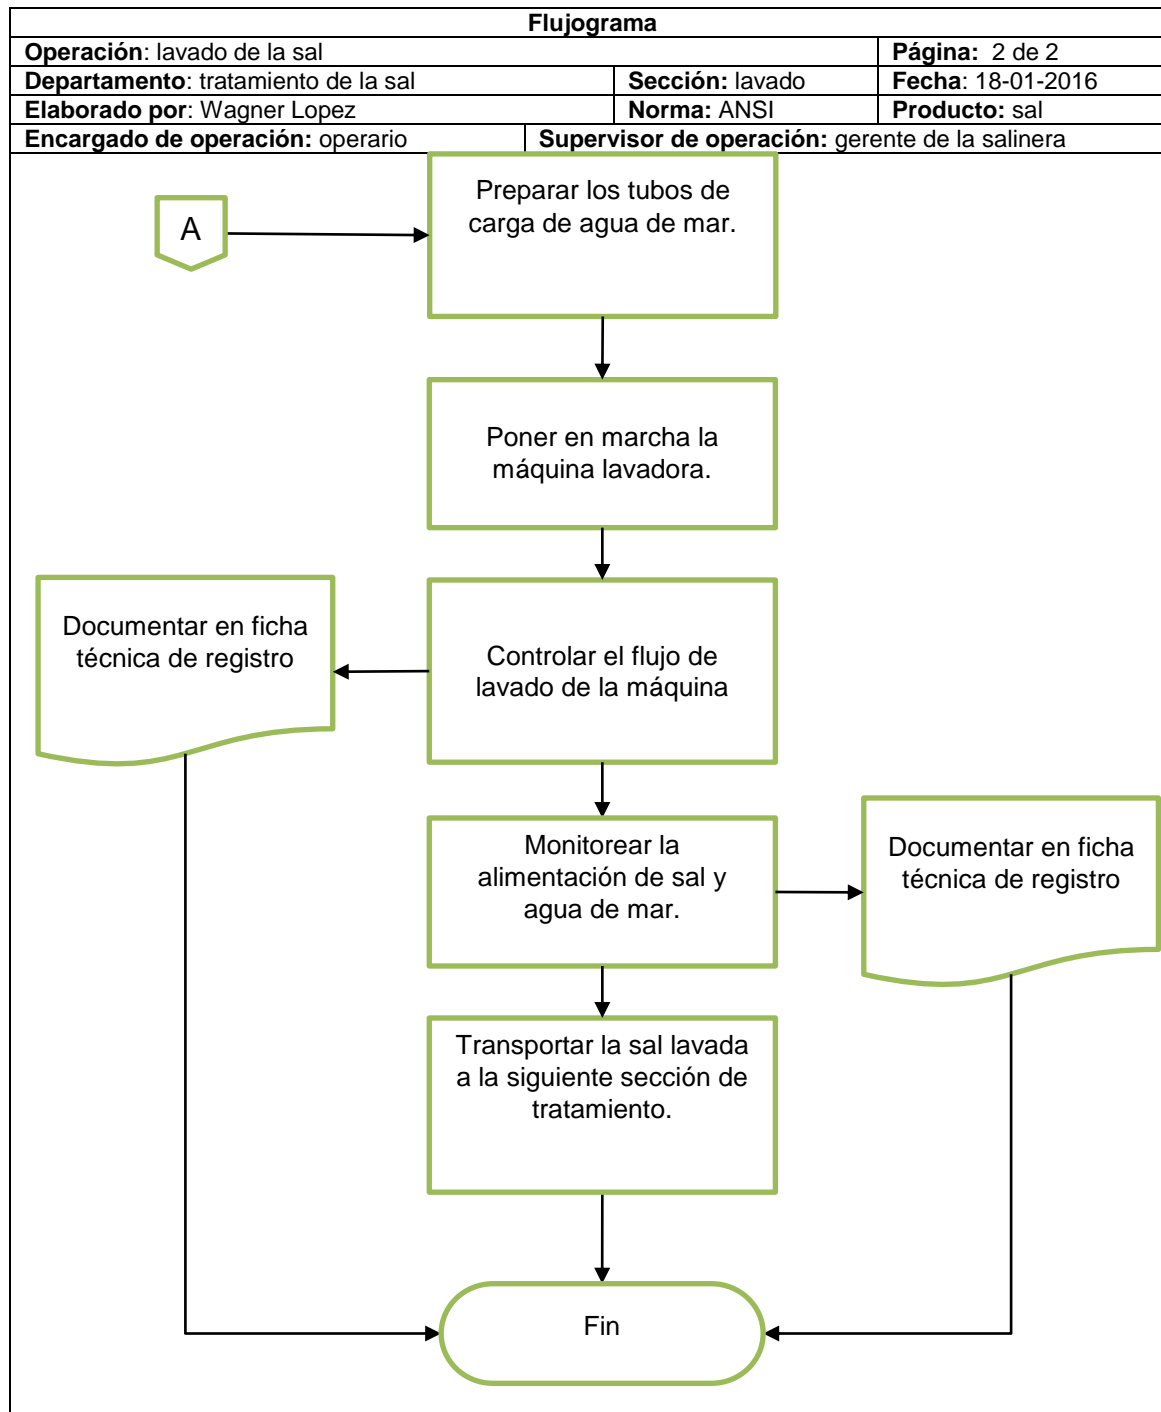 Flujograma
Operación: lavado de la sal
Página: 2 de 2
Departamento: tratamiento de la sal
Sección: lavado
Fecha: 18-01-2016
Elaborado por: Wagner Lopez
Norma: ANSI
Producto: sal
Encargado de operación: operario
Supervisor de operación: gerente de la salinera
A
Preparar los tubos de
carga de agua de mar.
Poner en marcha la
máquina lavadora.
Documentar en ficha
técnica de registro
Controlar el flujo de
lavado de la máquina
Monitorear la
alimentación de sal y
agua de mar.
Documentar en ficha
técnica de registro
Transportar la sal lavada
a la siguiente sección de
tratamiento.
Fin